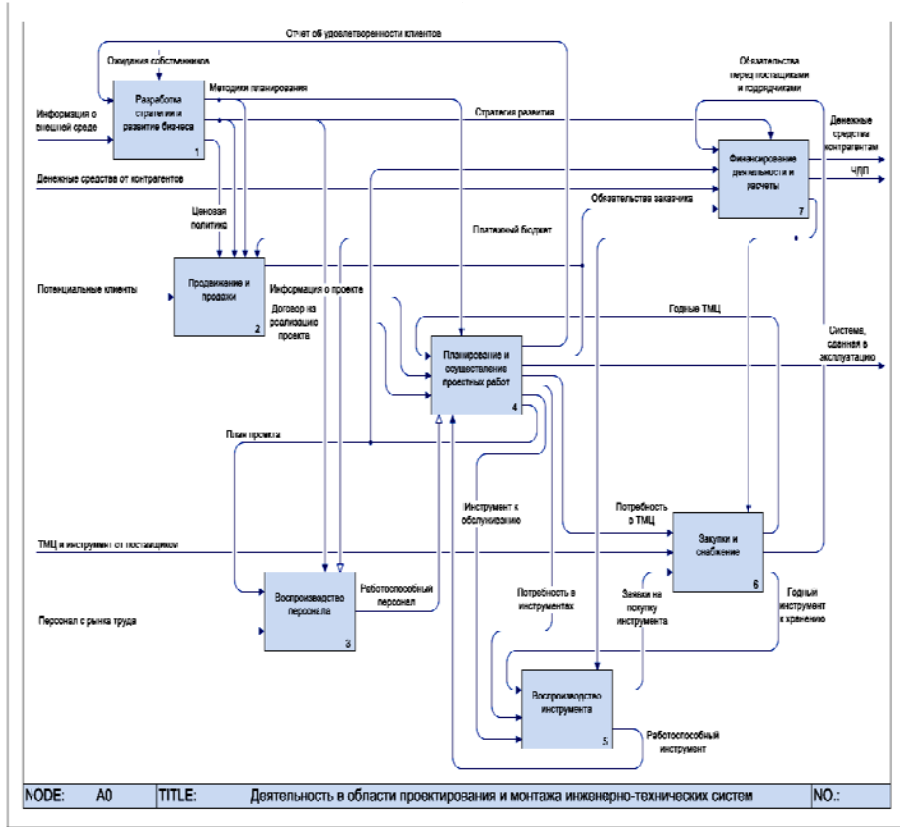 Отчет об удовлетворенности клиентов
Ожидания собственников
Методики планирования
Обязательства
перед поставщиками
и подрядчиками
Разработка
стратегии и
развитие бизнеса
1
Информация о
внешней среде
Стратегия развития
Денежные
средства
контрагентам
Финансирование
деятельности и
расчеты
7
ЧДП
Денежные средства от контрагентов
Обязательства заказчика
Ценовая
политика
Платежный бюджет
Потенциальные клиенты
Продвижение и
продажи
2
Информация о проекте
Договор на
реализацию
проекта
Годные ТМЦ
Система,
сданная в
эксплуатацию
Планирование и
осуществление
проектных работ
4
План проекта
Инструмент к
обслуживанию
Потребность
в ТМЦ
Закупки и
снабжение
6
ТМЦ и инструмент от поставщиков
Воспроизводство
персонала
3
Работоспособный
персонал
Потребность в
инструментах
Заявки на
покупку
инструмента
Годный
инструмент
к хранению
Персонал с рынка труда
Воспроизводство
инструмента
5
Работоспособный
инструмент
NODE: A0 TITLE: Деятельность в области проектирования и монтажа инженерно-технических систем NO.: